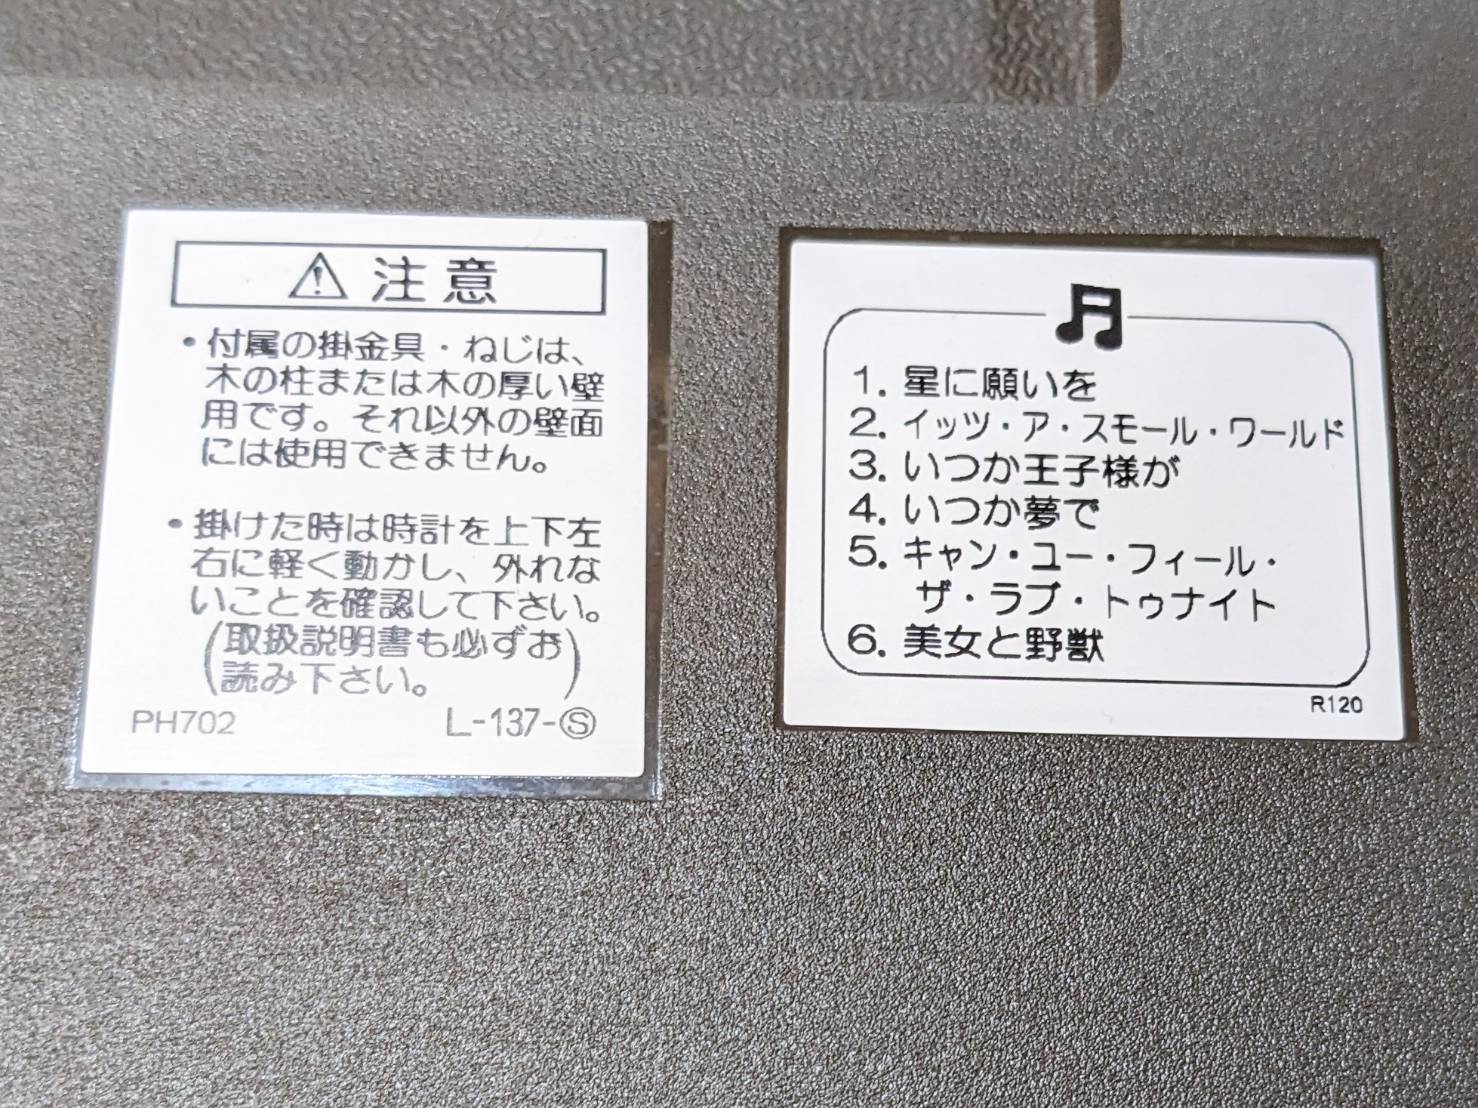 ⚠ 注意
・付属の掛金具・ねじは、
木の柱または木の厚い壁
用です。それ以外の壁面
には使用できません。
・掛けた時は時計を上下左
右に軽く動かし、外れな
いことを確認して下さい。
(取扱説明書も必ずお
読み下さい。)
PH702 L-137-Ⓢ
1. 星に願いを
2. イッツ・ア・スモール・ワールド
3. いつか王子様が
4. いつか夢で
5. キャン・ユー・フィール・
ザ・ラブ・トゥナイト
6. 美女と野獣
R120